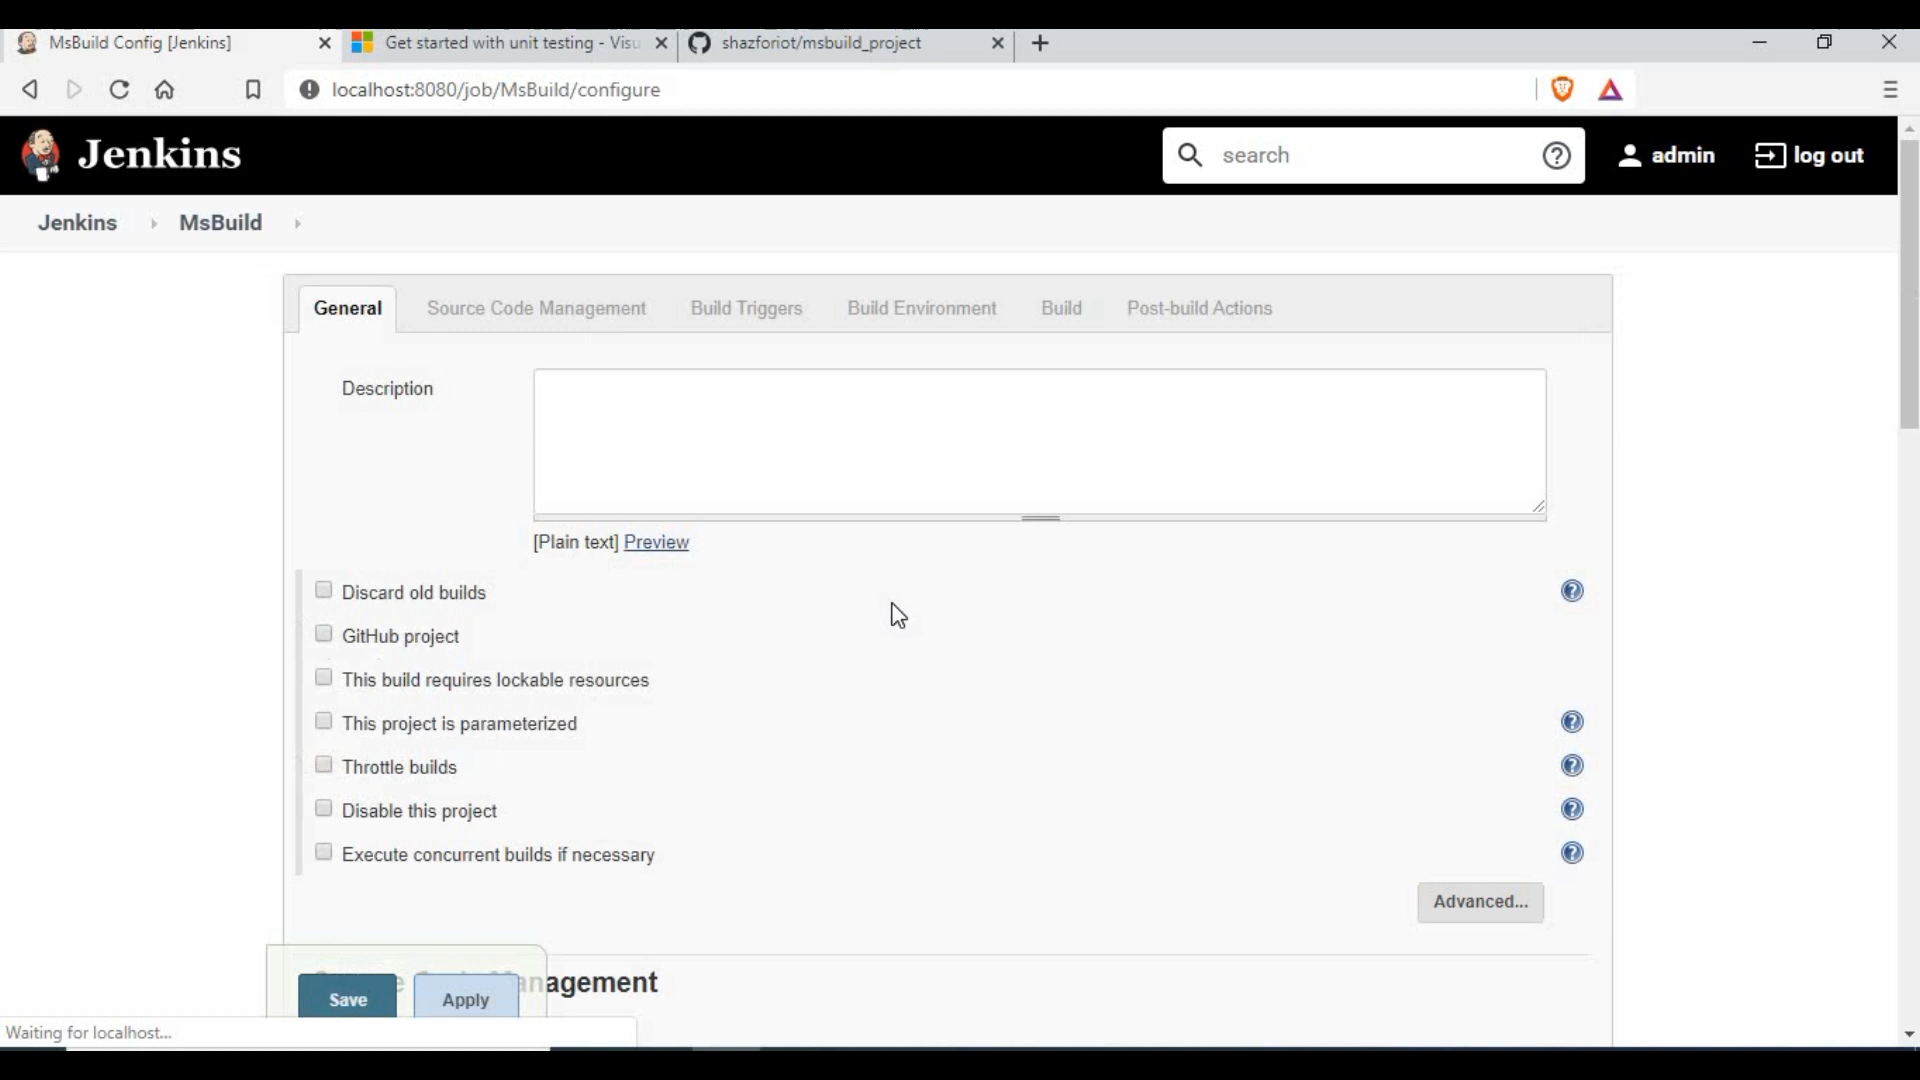 MsBuild Config [Jenkins]
Get started with unit testing - Visu
shazforiot/msbuild_project
localhost:8080/job/MsBuild/configure
Jenkins
search
admin
log out
Jenkins
MsBuild
General
Source Code Management
Build Triggers
Build Environment
Build
Post-build Actions
Description
[Plain text] Preview
Discard old builds
GitHub project
This build requires lockable resources
This project is parameterized
Throttle builds
Disable this project
Execute concurrent builds if necessary
Advanced...
Source Code Management
Save
Apply
Waiting for localhost...